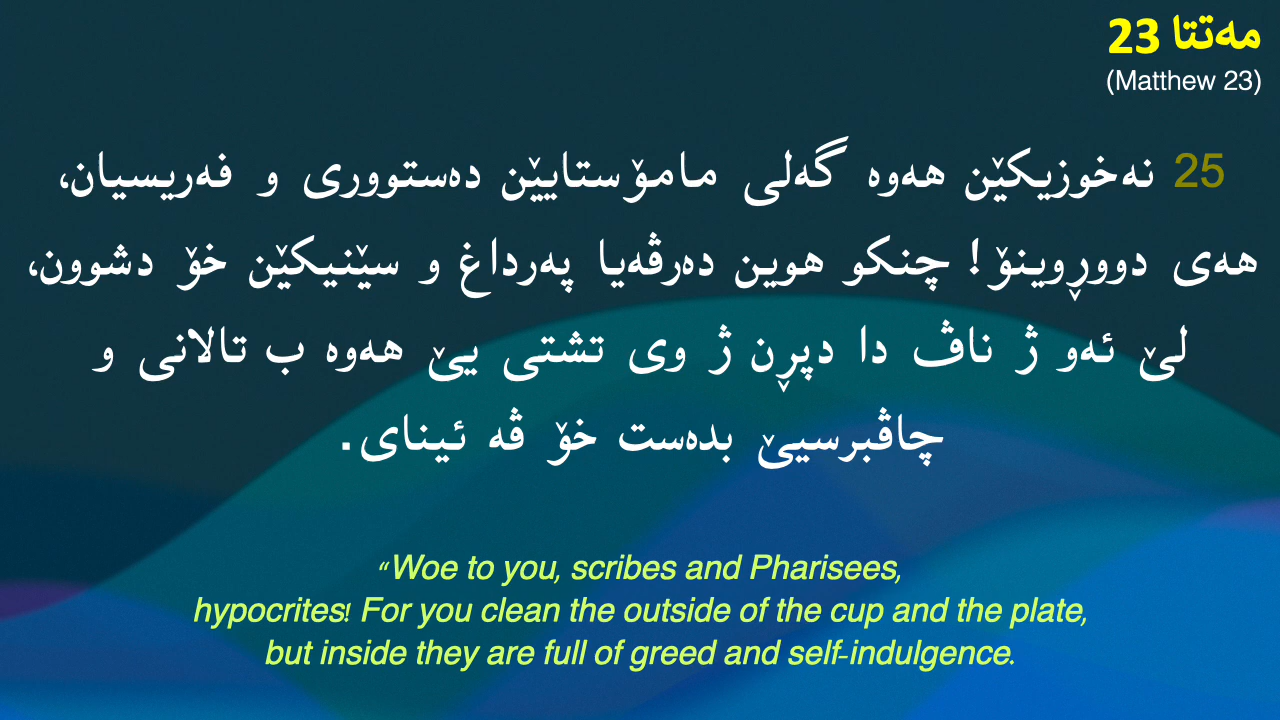 مەتتا 23
(Matthew 23)
25 نەخوزیکێن هەوە گەلی مامۆستایێن دەستووری و فەریسیان،
هەی دووڕوینۆ! چنکو هوین دەرڤەیا پەرداغ و سێنیکێن خۆ دشوون،
لێ ئەو ژ ناڤ دا دپڕن ژ وی تشتی یێ هەوە ب تالانی و
چاڤبرسیێ بدەست خۆ ڤە ئینای.
«Woe to you, scribes and Pharisees,
hypocrites! For you clean the outside of the cup and the plate,
but inside they are full of greed and self-indulgence.